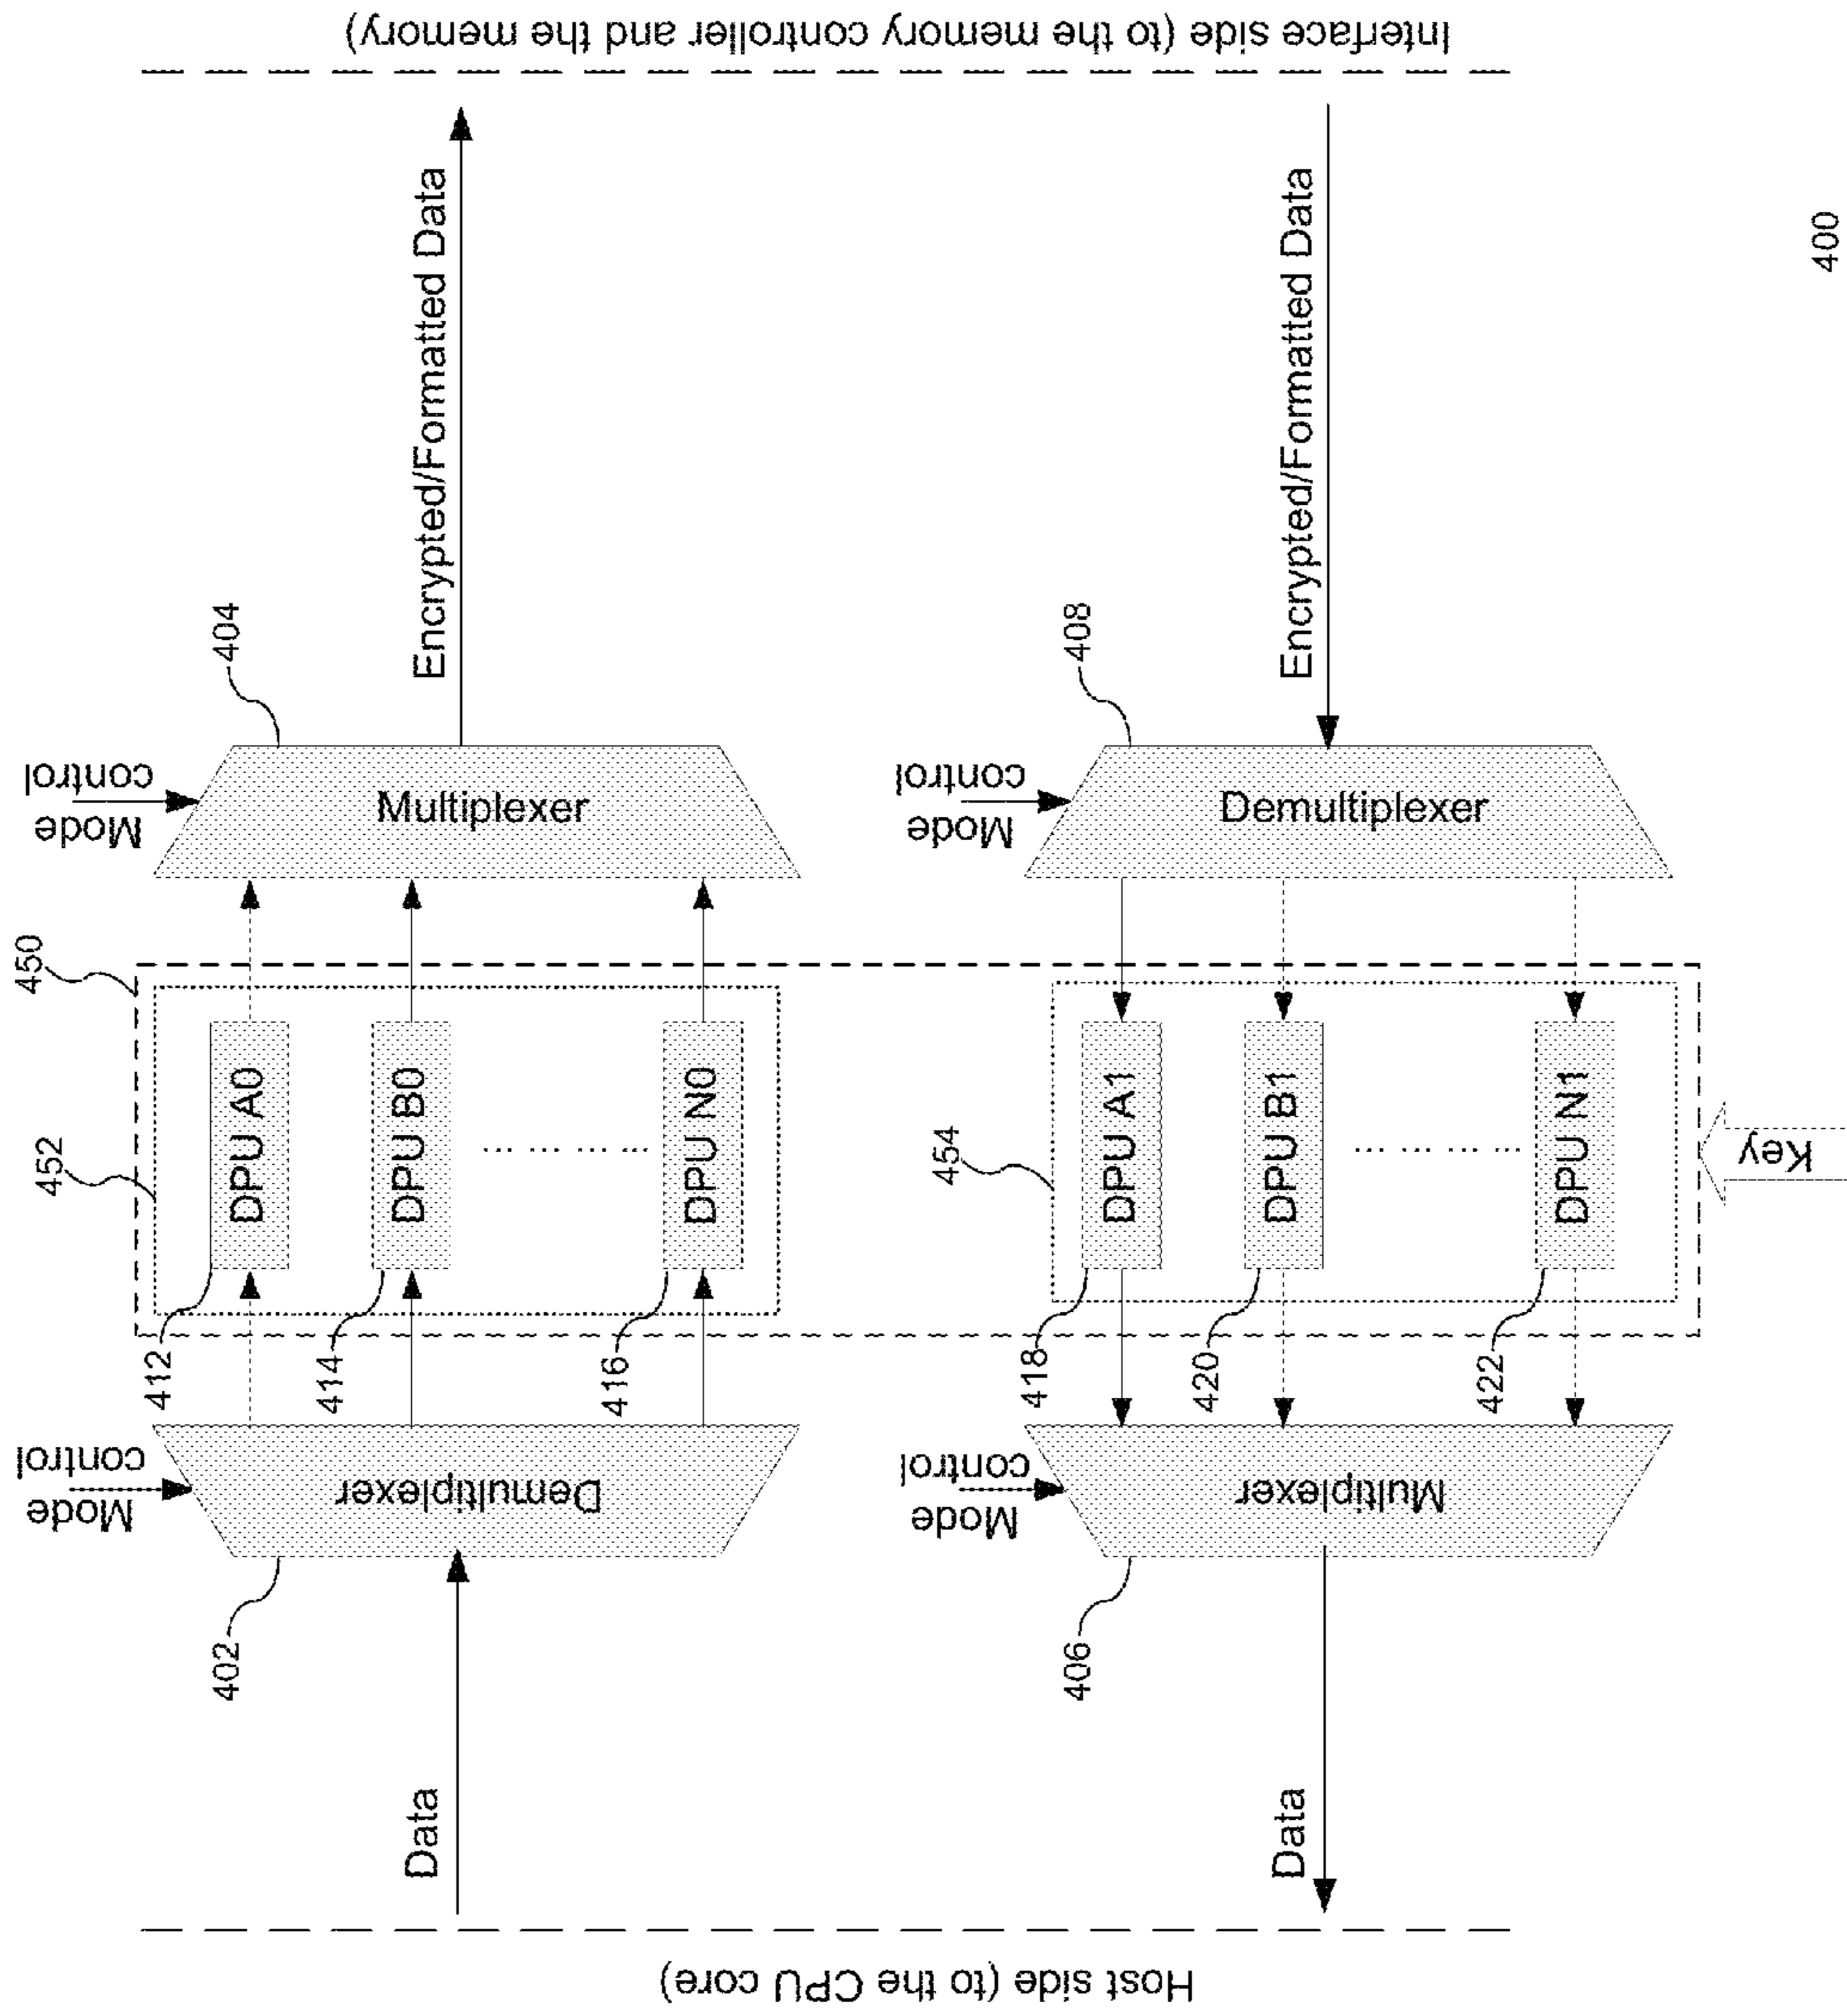 Interface side (to the memory controller and the memory)
Encrypted/Formatted Data
Encrypted/Formatted Data
400
404
408
Mode
control
Multiplexer
Mode
control
Demultiplexer
450
452
DPU A0
DPU B0
... ... ... ...
DPU N0
454
DPU A1
DPU B1
... ... ... ...
DPU N1
Key
412
414
416
418
420
422
Mode
control
Demultiplexer
Mode
control
Multiplexer
402
406
Data
Data
Host side (to the CPU core)